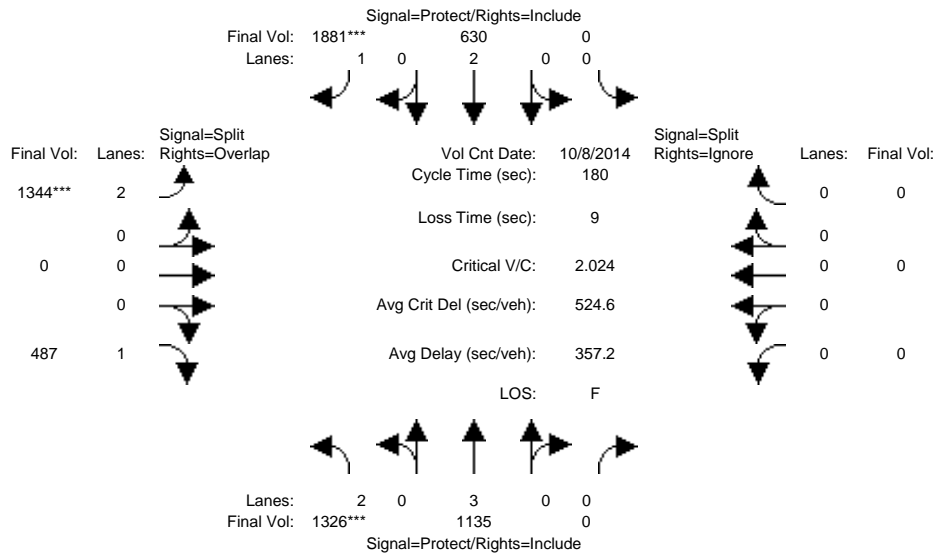 Signal=Protect/Rights=Include
Final Vol: 1881*** 630 0
Lanes: 1 0 2 0 0
Signal=Split
Final Vol: Lanes: Rights=Overlap
Vol Cnt Date: 10/8/2014
Signal=Split
Rights=Ignore Lanes: Final Vol:
Cycle Time (sec): 180
1344*** 2
0 0
Loss Time (sec): 9
0
0
0 0
Critical V/C: 2.024
0 0
0
Avg Crit Del (sec/veh): 524.6
0
487 1
Avg Delay (sec/veh): 357.2
0 0
LOS: F
Lanes: 2 0 3 0 0
Final Vol: 1326*** 1135 0
Signal=Protect/Rights=Include